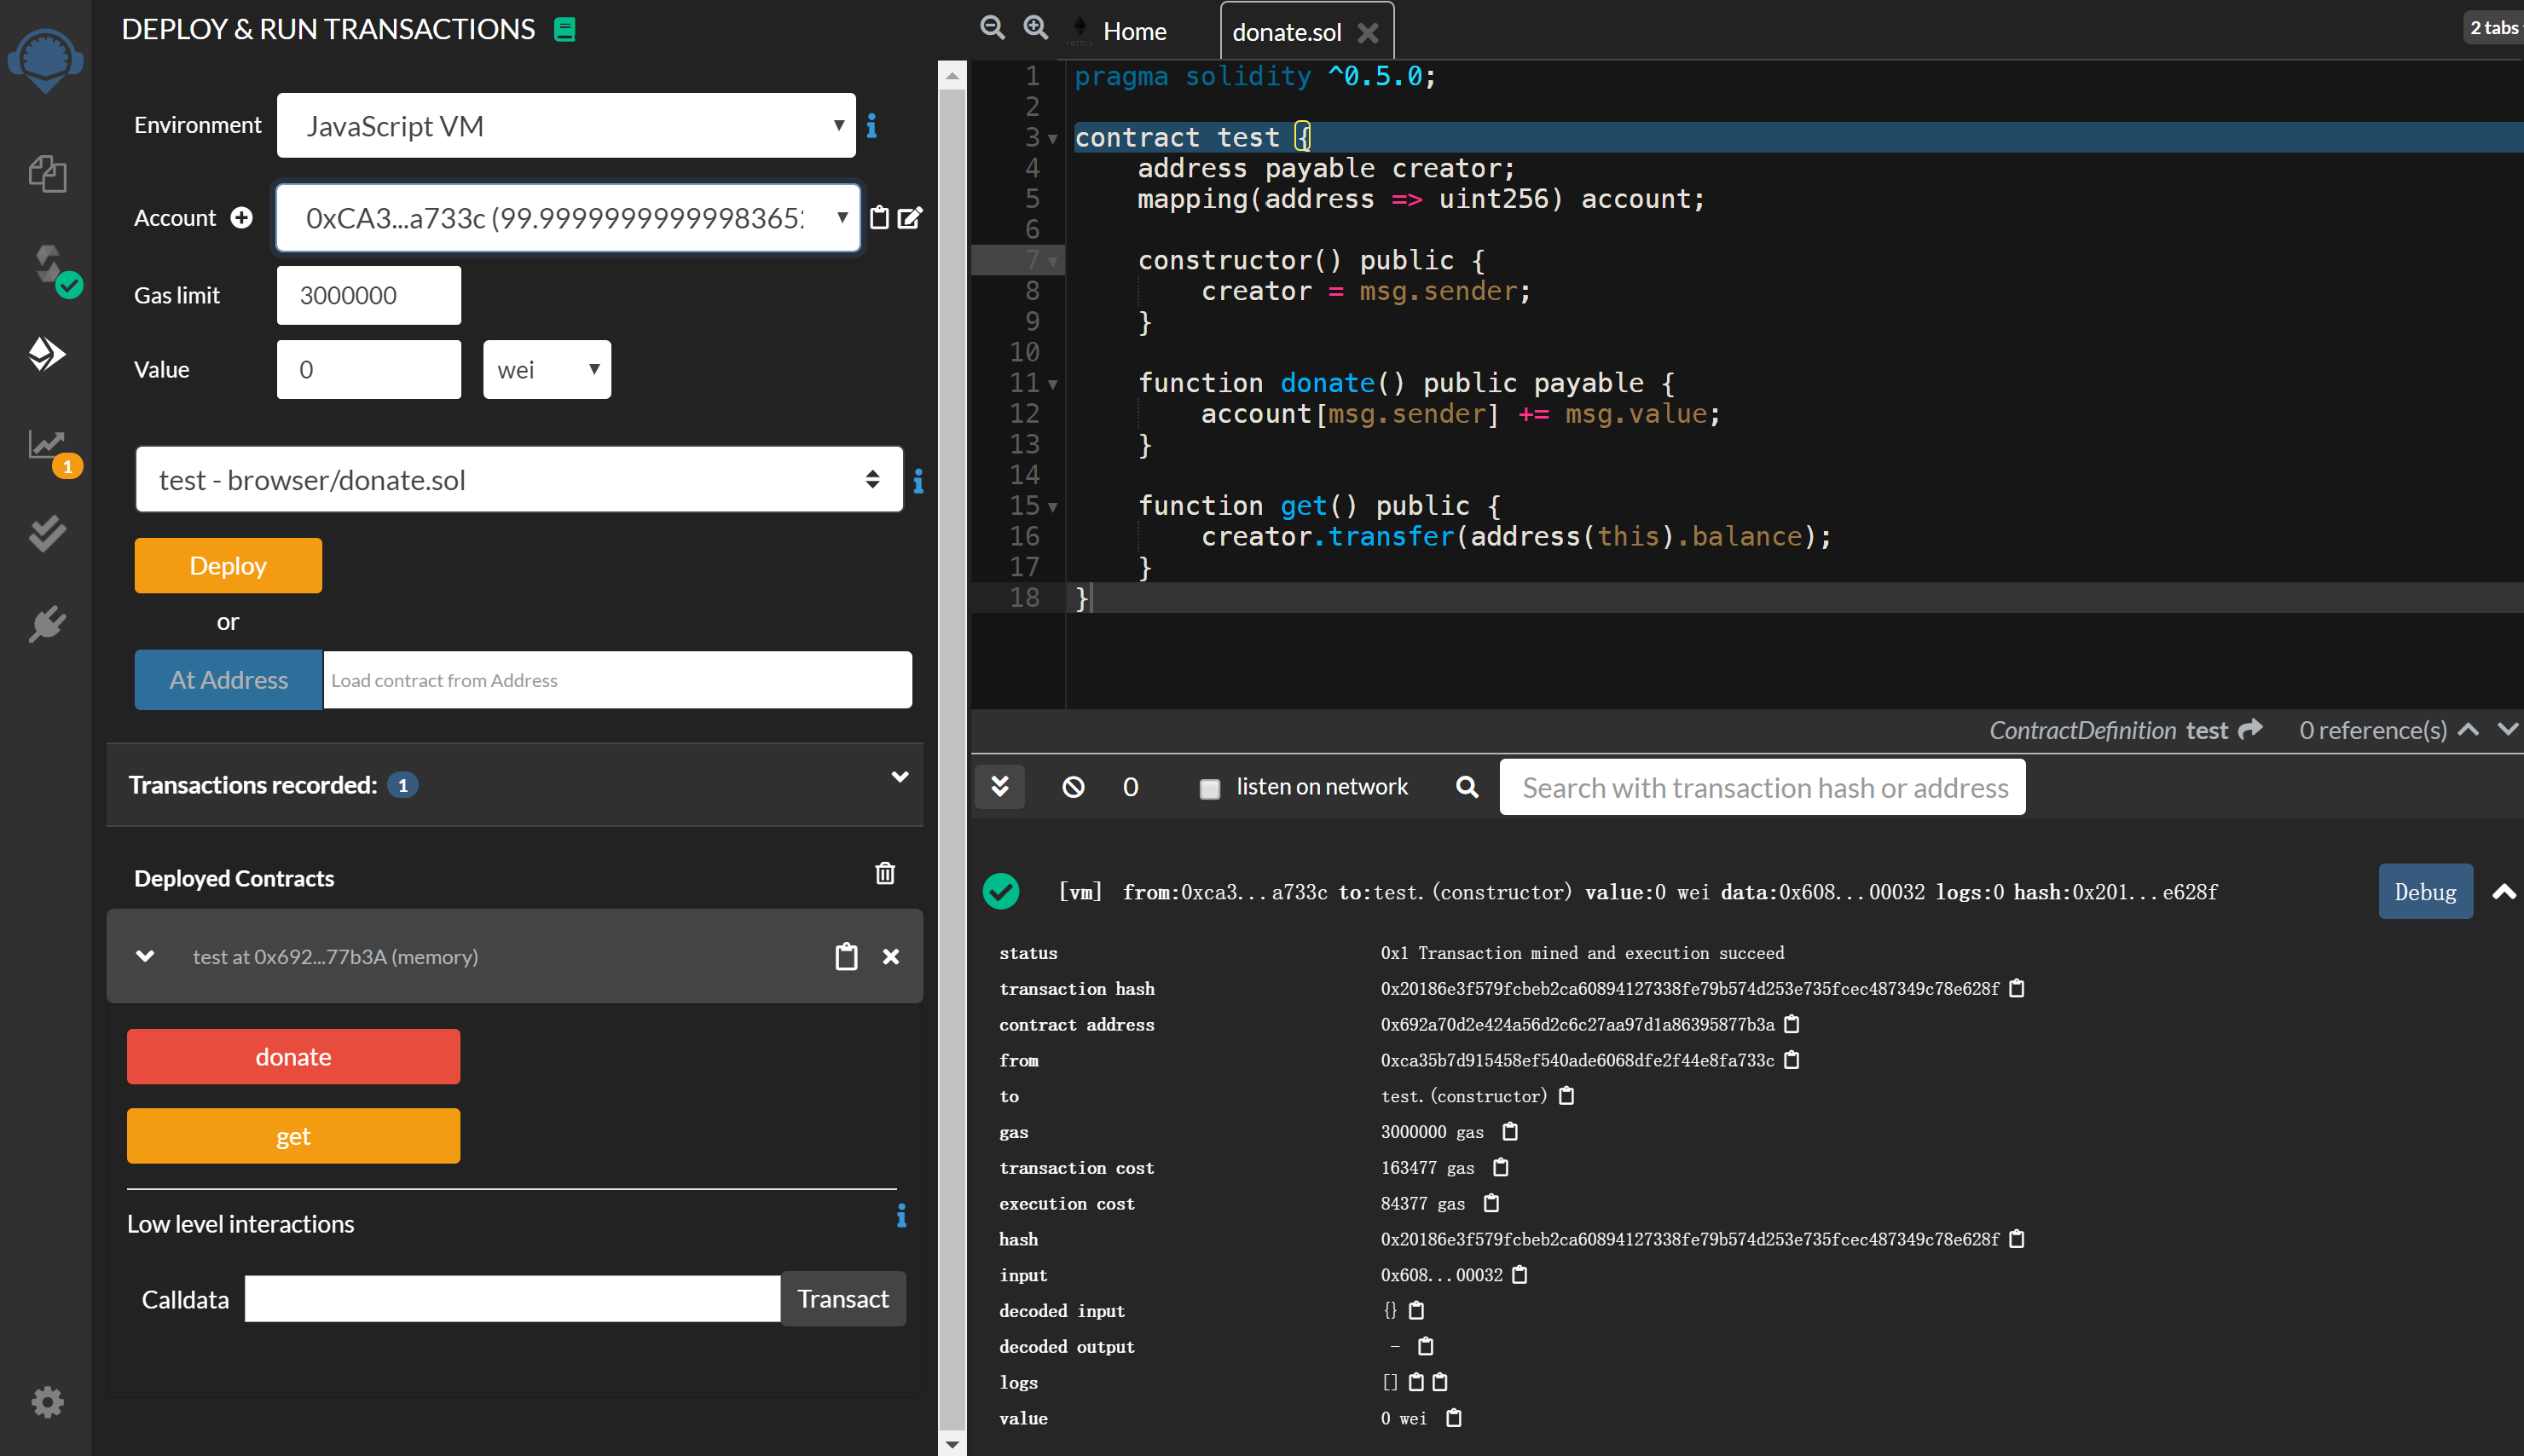 DEPLOY & RUN TRANSACTIONS
Environment
JavaScript VM
Account
0xCA3...a733c (99.9999999999983652
Gas limit
3000000
Value
0
wei
1
test - browser/donate.sol
Deploy
or
At Address
Load contract from Address
Transactions recorded: 1
Deployed Contracts
test at 0x692...77b3A (memory)
donate
get
Low level interactions
Calldata
Transact
Home
donate.sol
2 tabs
1 pragma solidity ^0.5.0;
2
3 contract test {
4 address payable creator;
5 mapping(address => uint256) account;
6
7 constructor() public {
8 creator = msg.sender;
9 }
10
11 function donate() public payable {
12 account[msg.sender] += msg.value;
13 }
14
15 function get() public {
16 creator.transfer(address(this).balance);
17 }
18 }
ContractDefinition test 0 reference(s)
0 listen on network Search with transaction hash or address
[vm] from:0xca3...a733c to:test.(constructor) value:0 wei data:0x608...00032 logs:0 hash:0x201...e628f
Debug
status 0x1 Transaction mined and execution succeed
transaction hash 0x20186e3f579fcbeb2ca60894127338fe79b574d253e735fcec487349c78e628f
contract address 0x692a70d2e424a56d2c6c27aa97d1a86395877b3a
from 0xca35b7d915458ef540ade6068dfe2f44e8fa733c
to test.(constructor)
gas 3000000 gas
transaction cost 163477 gas
execution cost 84377 gas
hash 0x20186e3f579fcbeb2ca60894127338fe79b574d253e735fcec487349c78e628f
input 0x608...00032
decoded input {}
decoded output -
logs []
value 0 wei